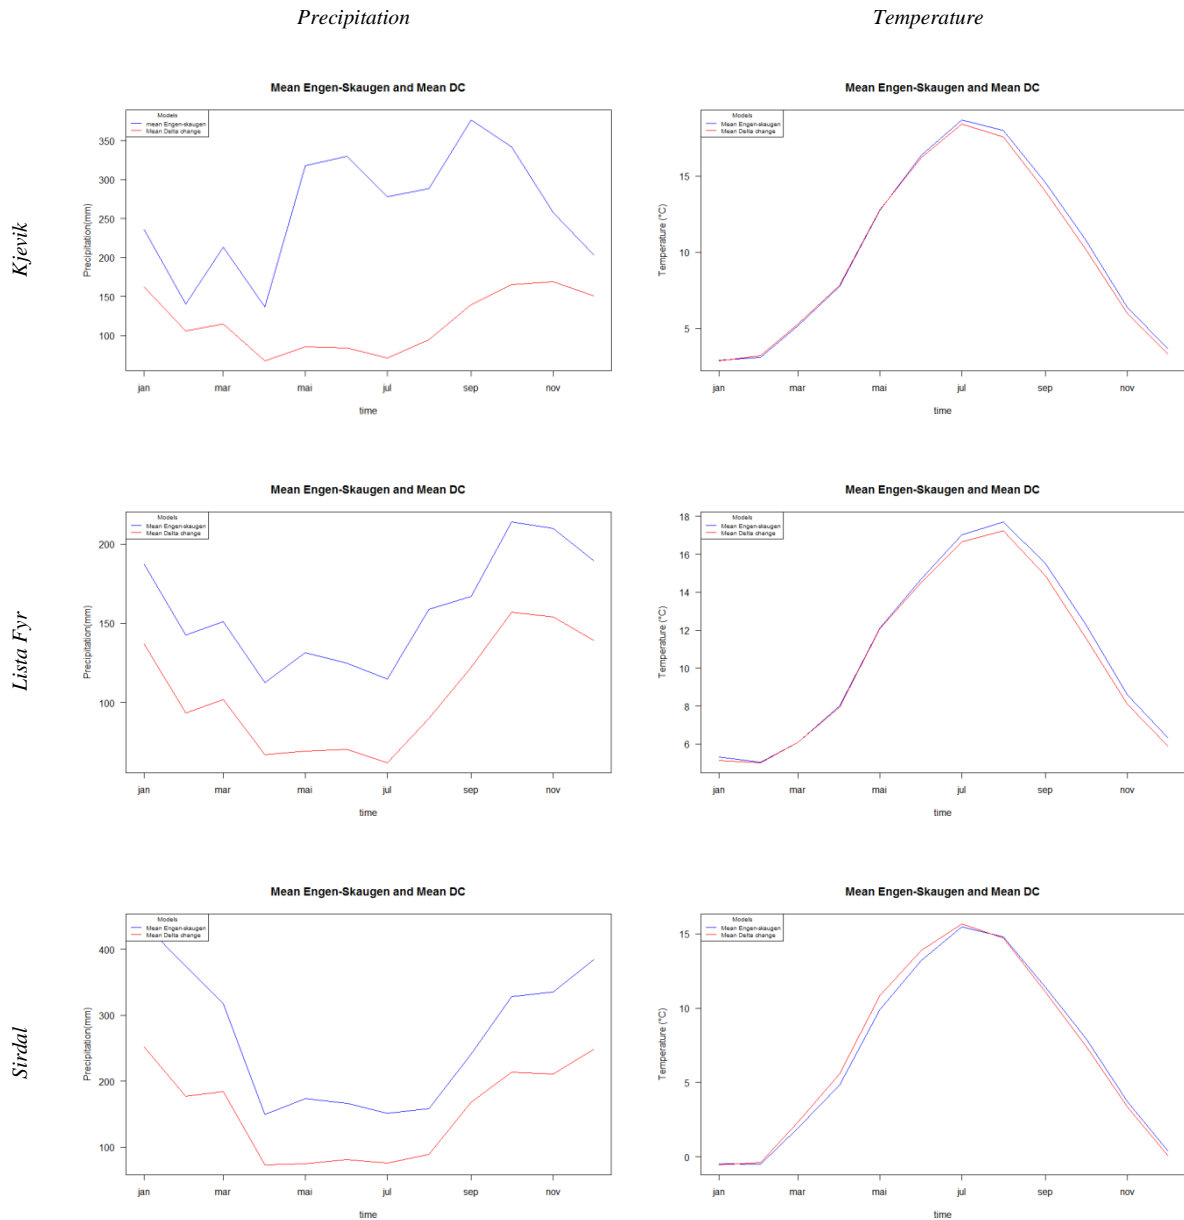 Precipitation
Temperature
Kjevik
Mean Engen-Skaugen and Mean DC
Models
mean Engen-skaugen
Mean Delta change
Precipitation(mm)
350
300
250
200
150
100
jan mar mai jul sep nov
time
Mean Engen-Skaugen and Mean DC
Models
Mean Engen-skaugen
Mean Delta change
Temperature (°C)
15
10
5
jan mar mai jul sep nov
time
Lista Fyr
Mean Engen-Skaugen and Mean DC
Models
Mean Engen-skaugen
Mean Delta change
Precipitation(mm)
200
150
100
jan mar mai jul sep nov
time
Mean Engen-Skaugen and Mean DC
Models
Mean Engen-skaugen
Mean Delta change
Temperature (°C)
18
16
14
12
10
8
6
jan mar mai jul sep nov
time
Sirdal
Mean Engen-Skaugen and Mean DC
Models
Mean Engen-skaugen
Mean Delta change
Precipitation(mm)
400
300
200
100
jan mar mai jul sep nov
time
Mean Engen-Skaugen and Mean DC
Models
Mean Engen-skaugen
Mean Delta change
Temperature (°C)
15
10
5
0
jan mar mai jul sep nov
time